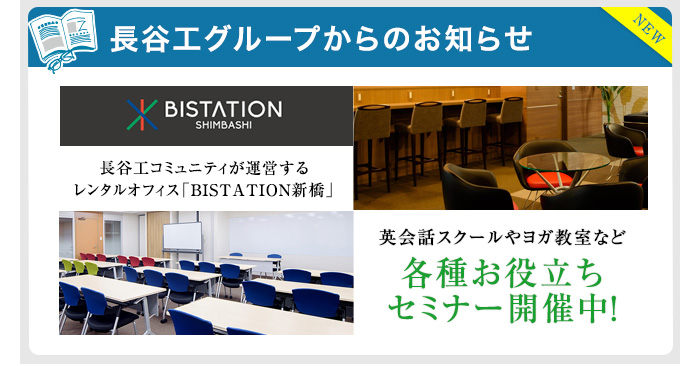 長谷工グループからのお知らせ
NEW
BISTATION
SHIMBASHI
長谷工コミュニティが運営する
レンタルオフィス「BISTATION新橋」
英会話スクールやヨガ教室など
各種お役立ち
セミナー開催中!